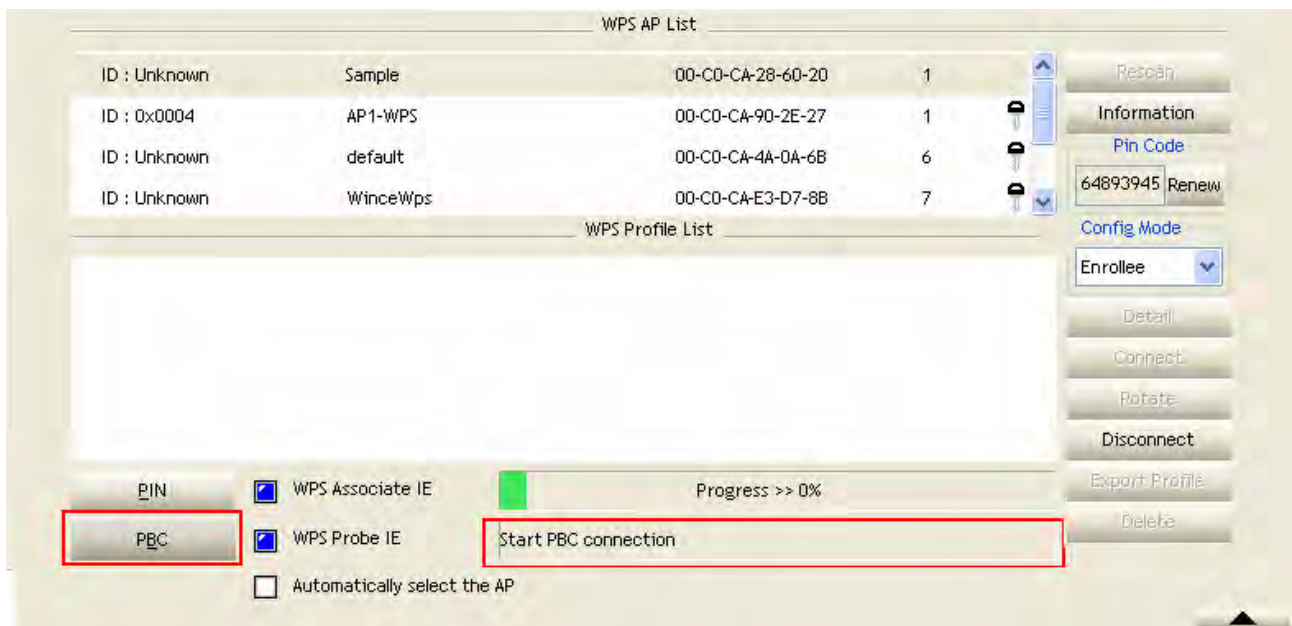 WPS AP List
ID : Unknown Sample 00-C0-CA-28-60-20 1
Rescan
ID : 0x0004 AP1-WPS 00-C0-CA-90-2E-27 1
Information
ID : Unknown default 00-C0-CA-4A-0A-6B 6
Pin Code
ID : Unknown WinceWps 00-C0-CA-E3-D7-8B 7
64893945 Renew
WPS Profile List
Config Mode
Enrollee
Detail
Connect
Rotate
Disconnect
PIN WPS Associate IE Progress >> 0%
Export Profile
PBC WPS Probe IE Start PBC connection
Delete
Automatically select the AP